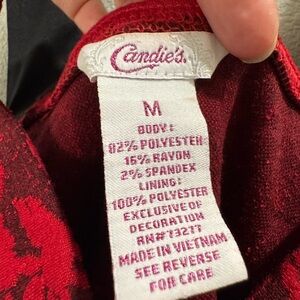 Candie's.
M
BODY:
82% POLYESTER
16% RAYON
2% SPANDEX
LINING:
100% POLYESTER
EXCLUSIVE OF
DECORATION
RN#73277
MADE IN VIETNAM
SEE REVERSE
FOR CARE